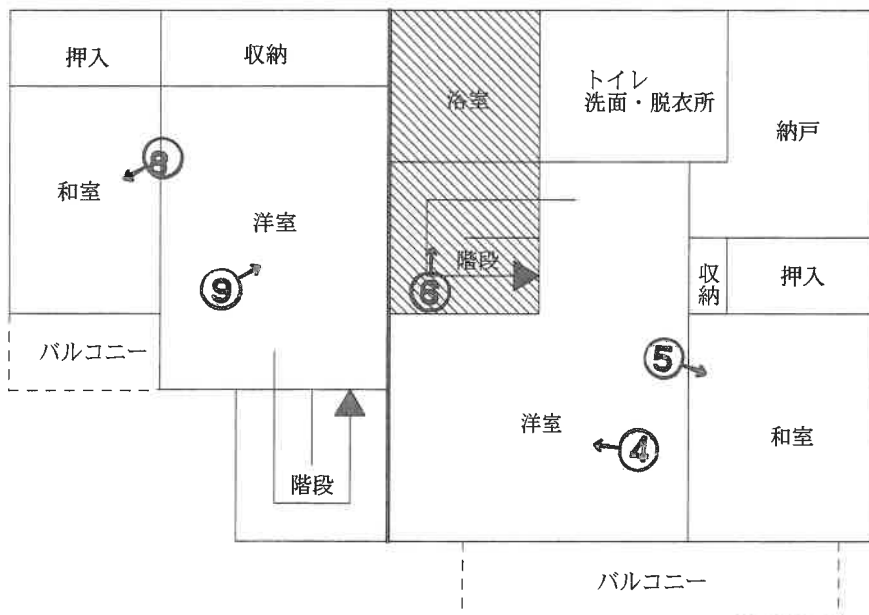 押入
収納
浴室
トイレ
洗面・脱衣所
納戸
⑧
和室
洋室
⑨
階段
⑥
収納
押入
バルコニー
⑤
洋室
④
和室
階段
バルコニー